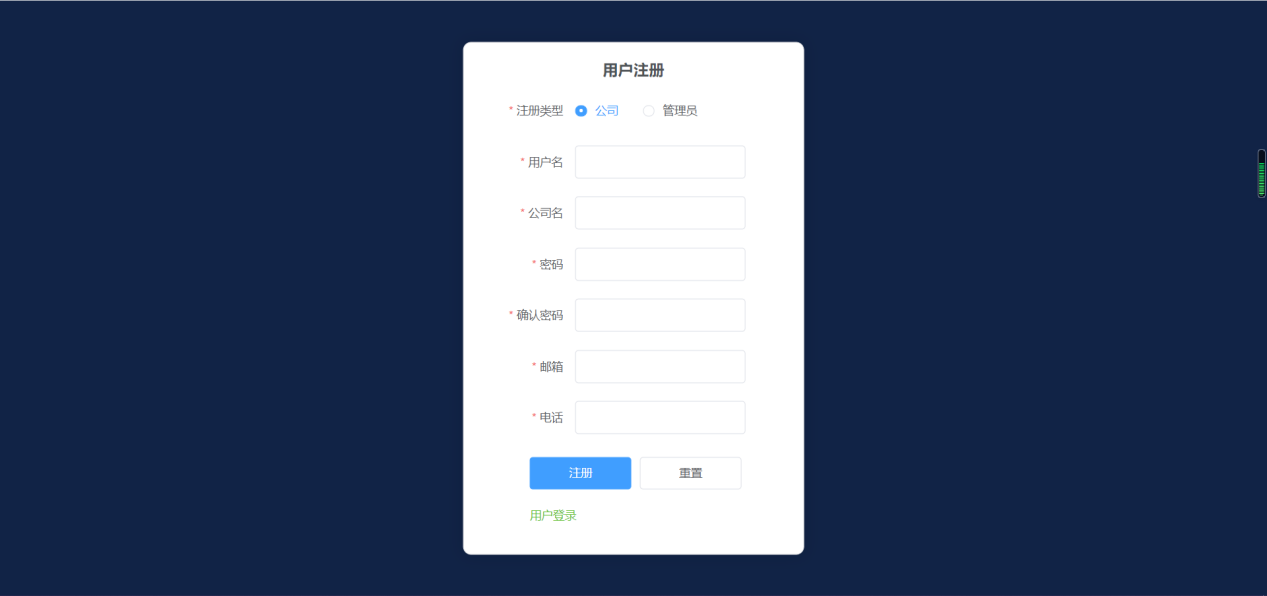 用户注册
* 注册类型 公司 管理员
* 用户名
* 公司名
* 密码
* 确认密码
* 邮箱
* 电话
注册 重置
用户登录